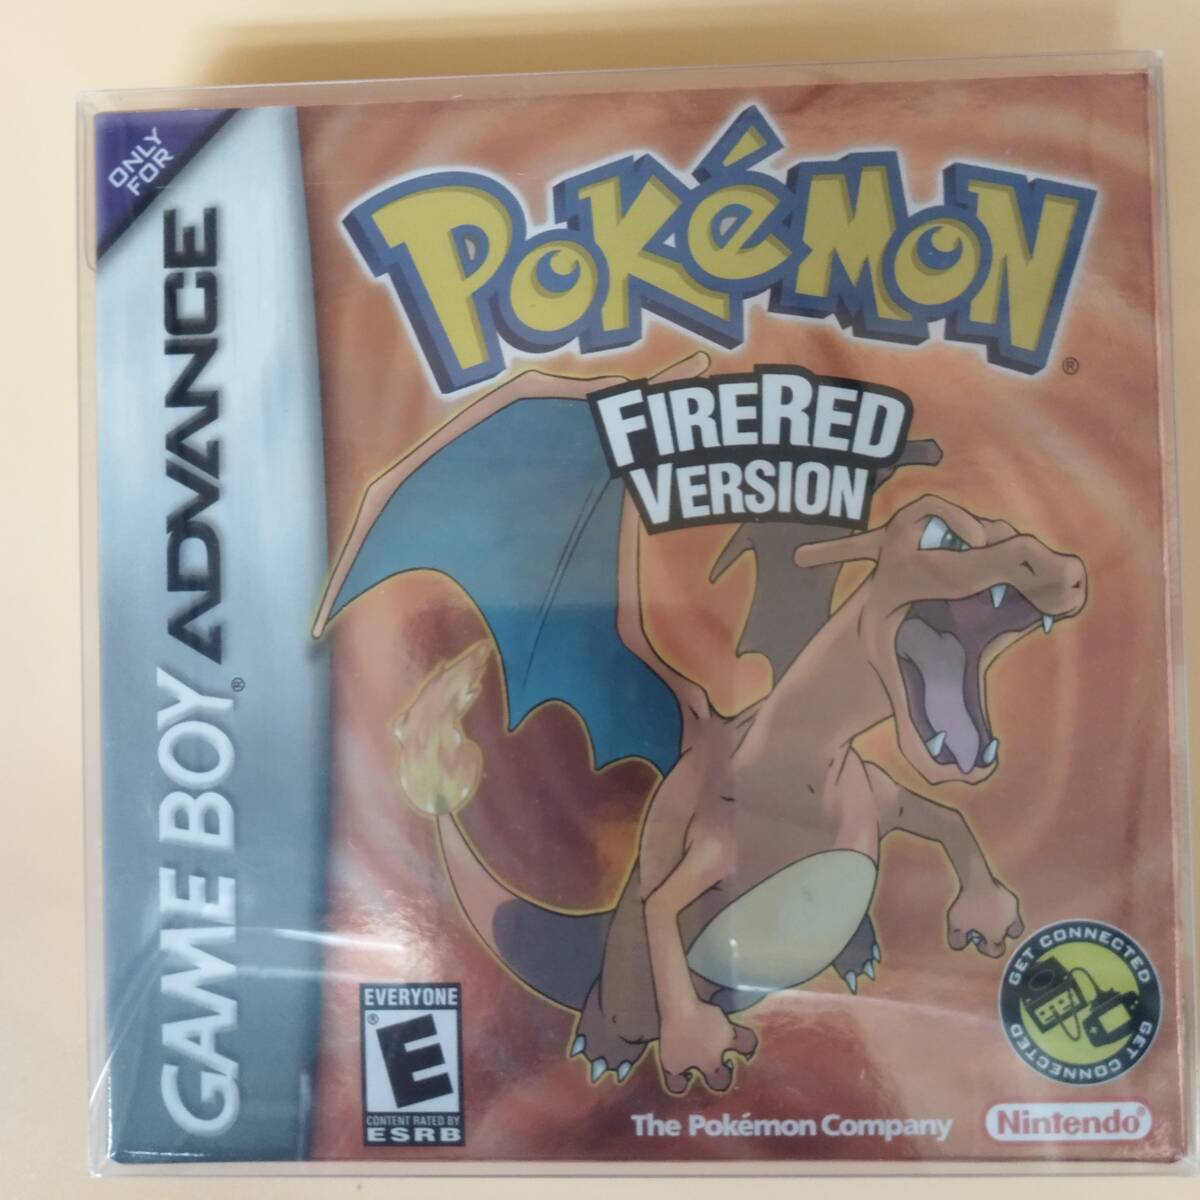 ONLY
FOR
GAME BOY ADVANCE®
POKéMON®
FIRERED
VERSION
EVERYONE
E®
CONTENT RATED BY
ESRB
GET CONNECTED
GET CONNECTED
The Pokémon Company
Nintendo®